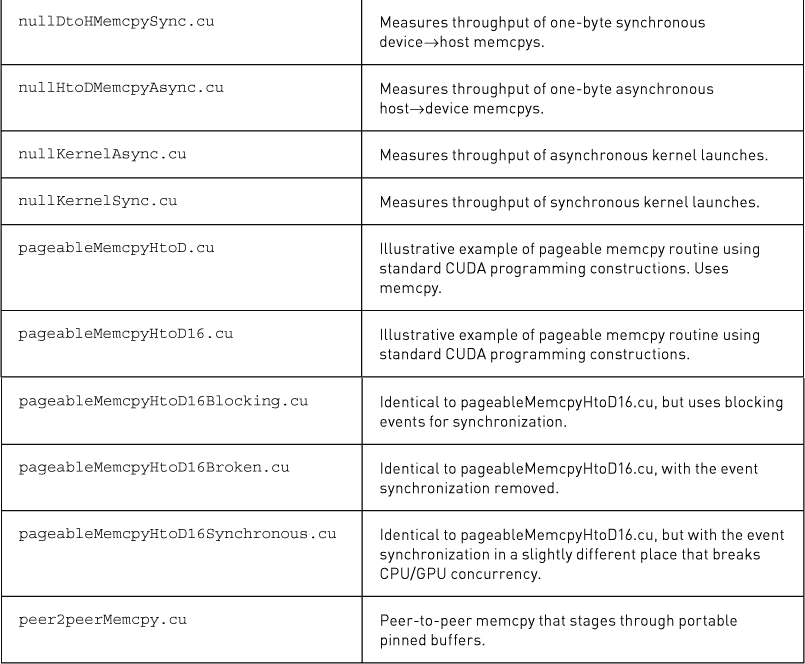 nullDtoHMemcpySync.cu
Measures throughput of one-byte synchronous
device→host memcpys.
nullHtoDMemcpyAsync.cu
Measures throughput of one-byte asynchronous
host→device memcpys.
nullKernelAsync.cu
Measures throughput of asynchronous kernel launches.
nullKernelSync.cu
Measures throughput of synchronous kernel launches.
pageableMemcpyHtoD.cu
Illustrative example of pageable memcpy routine using
standard CUDA programming constructions. Uses
memcpy.
pageableMemcpyHtoD16.cu
Illustrative example of pageable memcpy routine using
standard CUDA programming constructions.
pageableMemcpyHtoD16Blocking.cu
Identical to pageableMemcpyHtoD16.cu, but uses blocking
events for synchronization.
pageableMemcpyHtoD16Broken.cu
Identical to pageableMemcpyHtoD16.cu, with the event
synchronization removed.
pageableMemcpyHtoD16Synchronous.cu
Identical to pageableMemcpyHtoD16.cu, but with the event
synchronization in a slightly different place that breaks
CPU/GPU concurrency.
peer2peerMemcpy.cu
Peer-to-peer memcpy that stages through portable
pinned buffers.